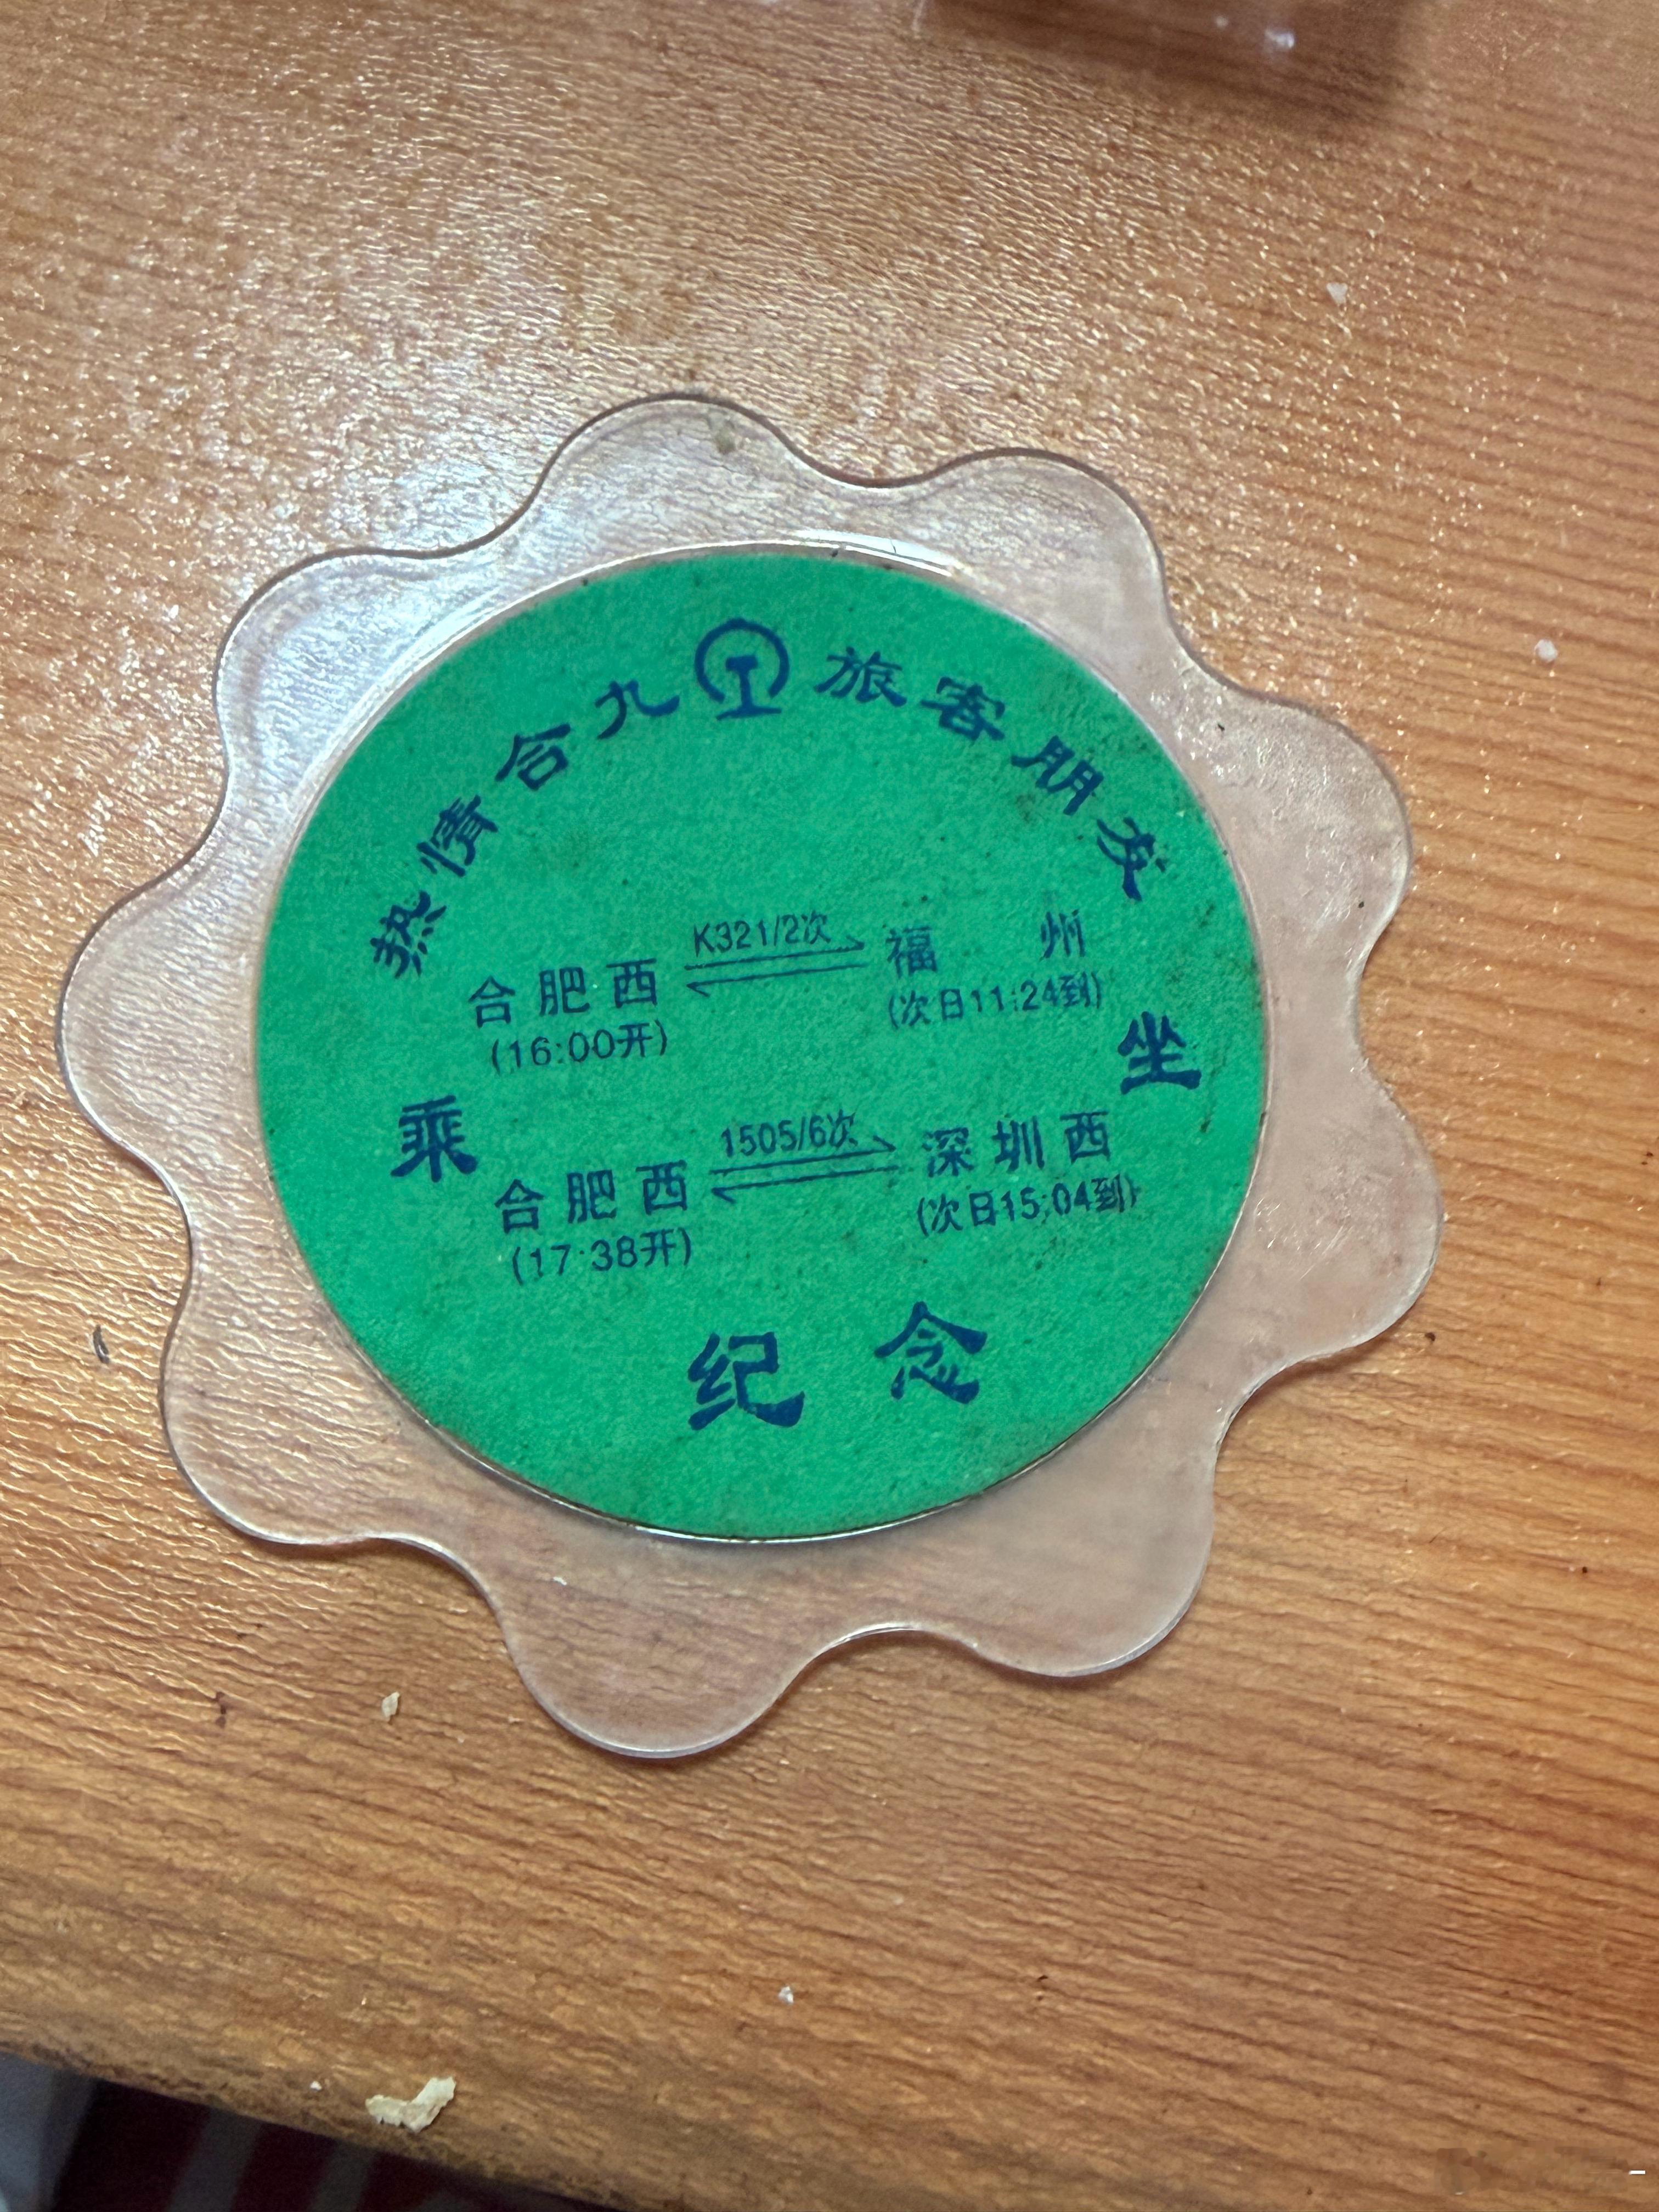 热情合九旅客朋友
K321/2次
合肥西 福州
(16:00开) (次日11:24到)
乘 坐
1505/6次
合肥西 深圳西
(17:38开) (次日15:04到)
纪念